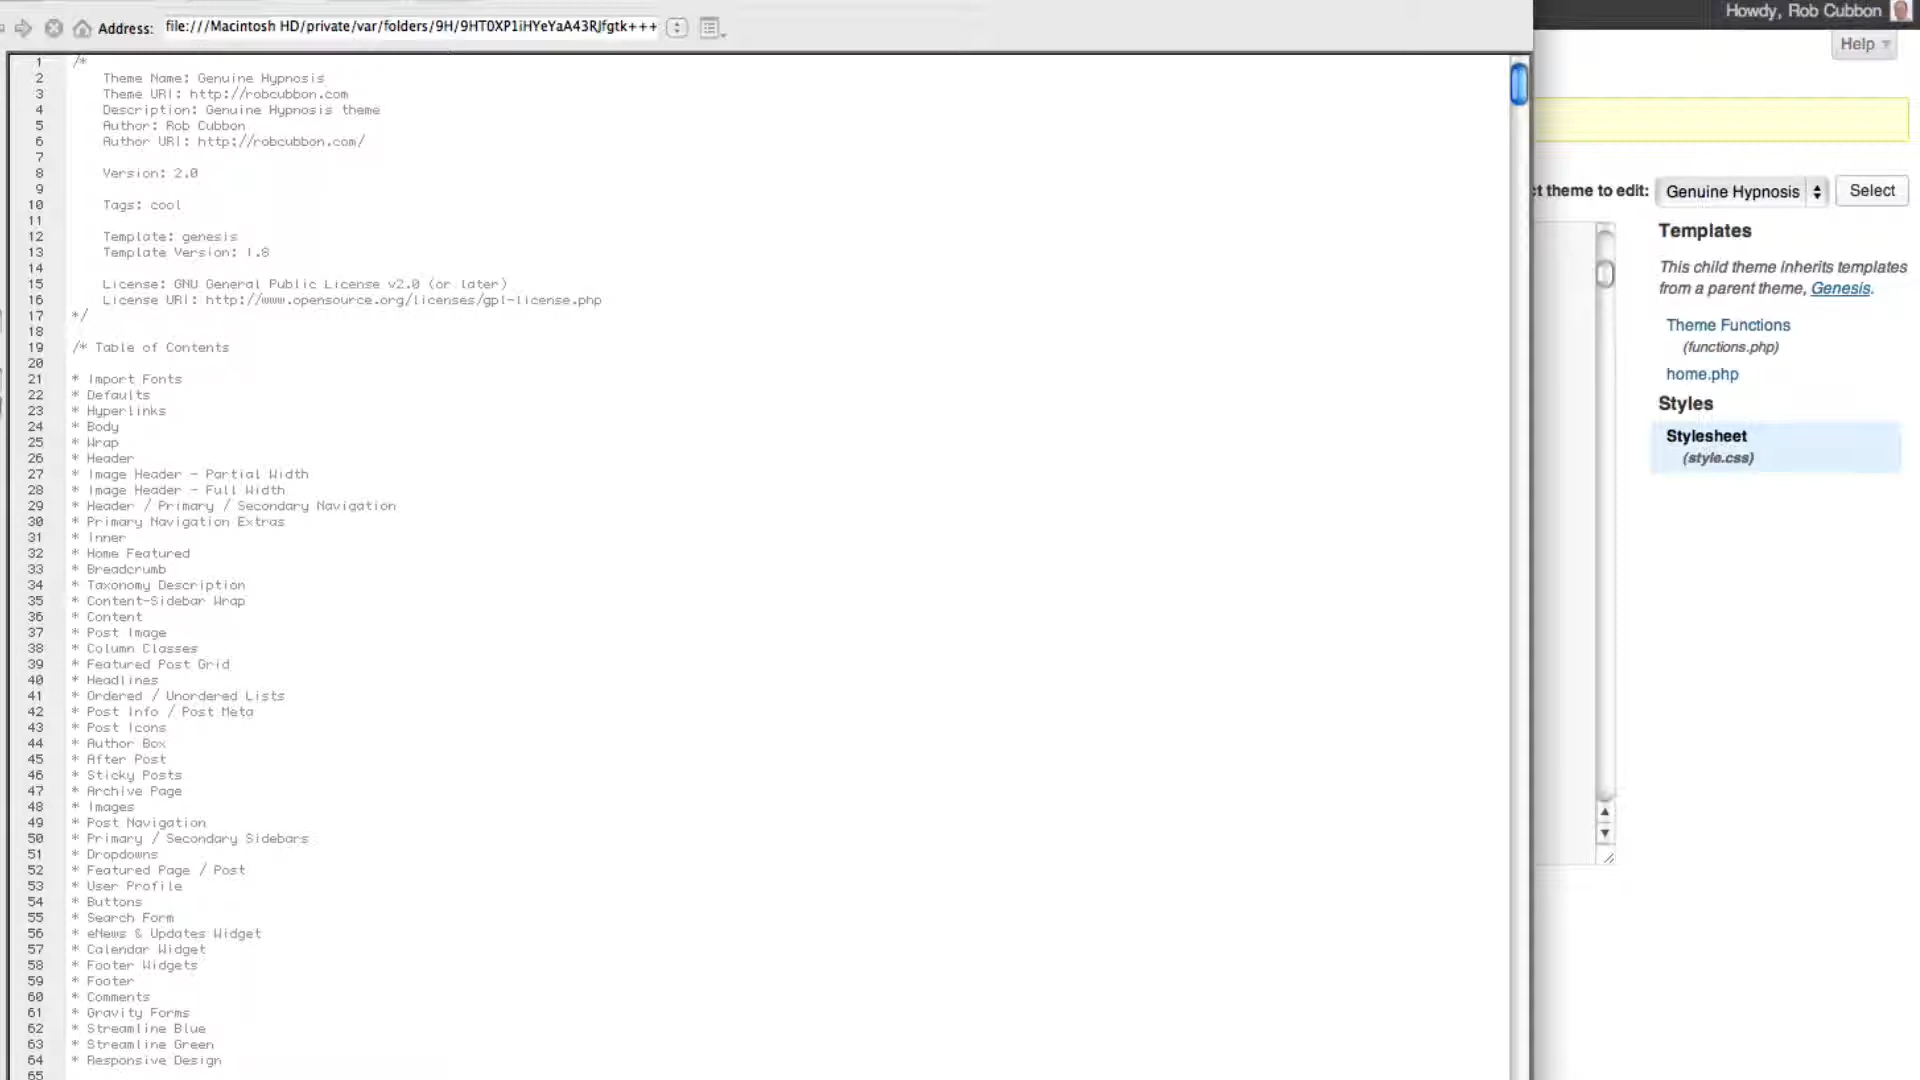 Address: file:///Macintosh HD/private/var/folders/9H/9HT0XP1iHYeYaA43RJfgtk+++
1 /*
2 Theme Name: Genuine Hypnosis
3 Theme URI: http://robcubbon.com
4 Description: Genuine Hypnosis theme
5 Author: Rob Cubbon
6 Author URI: http://robcubbon.com/
7
8 Version: 2.0
9
10 Tags: cool
11
12 Template: genesis
13 Template Version: 1.8
14
15 License: GNU General Public License v2.0 (or later)
16 License URI: http://www.opensource.org/licenses/gpl-license.php
17 */
18
19 /* Table of Contents
20
21 * Import Fonts
22 * Defaults
23 * Hyperlinks
24 * Body
25 * Wrap
26 * Header
27 * Image Header - Partial Width
28 * Image Header - Full Width
29 * Header / Primary / Secondary Navigation
30 * Primary Navigation Extras
31 * Inner
32 * Home Featured
33 * Breadcrumb
34 * Taxonomy Description
35 * Content-Sidebar Wrap
36 * Content
37 * Post Image
38 * Column Classes
39 * Featured Post Grid
40 * Headlines
41 * Ordered / Unordered Lists
42 * Post Info / Post Meta
43 * Post Icons
44 * Author Box
45 * After Post
46 * Sticky Posts
47 * Archive Page
48 * Images
49 * Post Navigation
50 * Primary / Secondary Sidebars
51 * Dropdowns
52 * Featured Page / Post
53 * User Profile
54 * Buttons
55 * Search Form
56 * eNews & Updates Widget
57 * Calendar Widget
58 * Footer Widgets
59 * Footer
60 * Comments
61 * Gravity Forms
62 * Streamline Blue
63 * Streamline Green
64 * Responsive Design
65
Howdy, Rob Cubbon
Help
theme to edit: Genuine Hypnosis Select
Templates
This child theme inherits templates
from a parent theme, Genesis.
Theme Functions
(functions.php)
home.php
Styles
Stylesheet
(style.css)